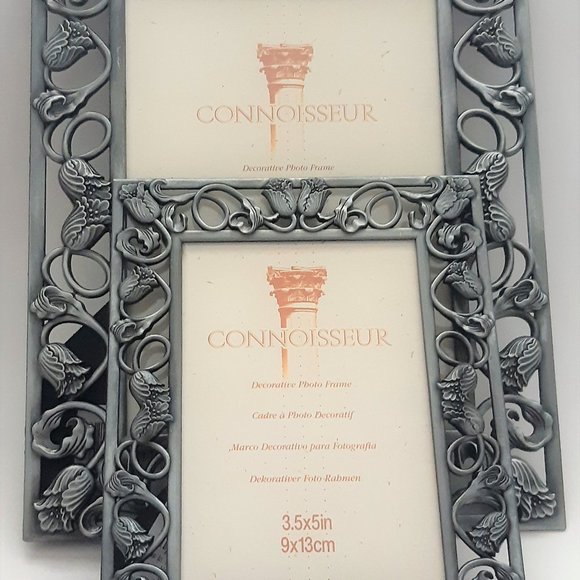 CONNOISSEUR
Decorative Photo Frame
CONNOISSEUR
Decorative Photo Frame
Cadre à Photo Decoratif
Marco Decorativo para Fotografia
Dekorativer Foto Rahmen
3.5x5in
9x13cm